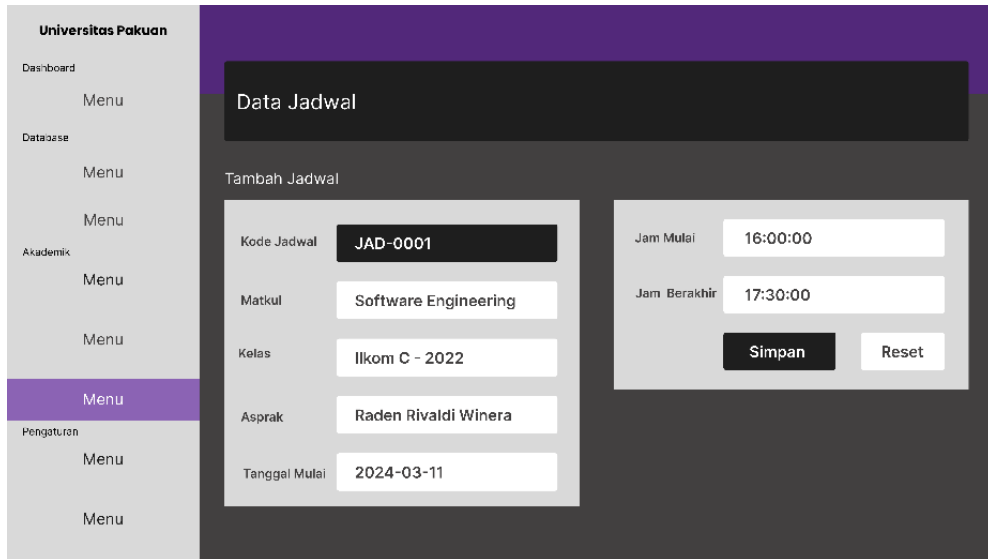 Universitas Pakuan
Dashboard
Menu
Database
Menu
Menu
Akademik
Menu
Menu
Menu
Pengaturan
Menu
Menu
Data Jadwal
Tambah Jadwal
Kode Jadwal JAD-0001
Matkul Software Engineering
Kelas Ilkom C - 2022
Asprak Raden Rivaldi Winera
Tanggal Mulai 2024-03-11
Jam Mulai 16:00:00
Jam Berakhir 17:30:00
Simpan Reset